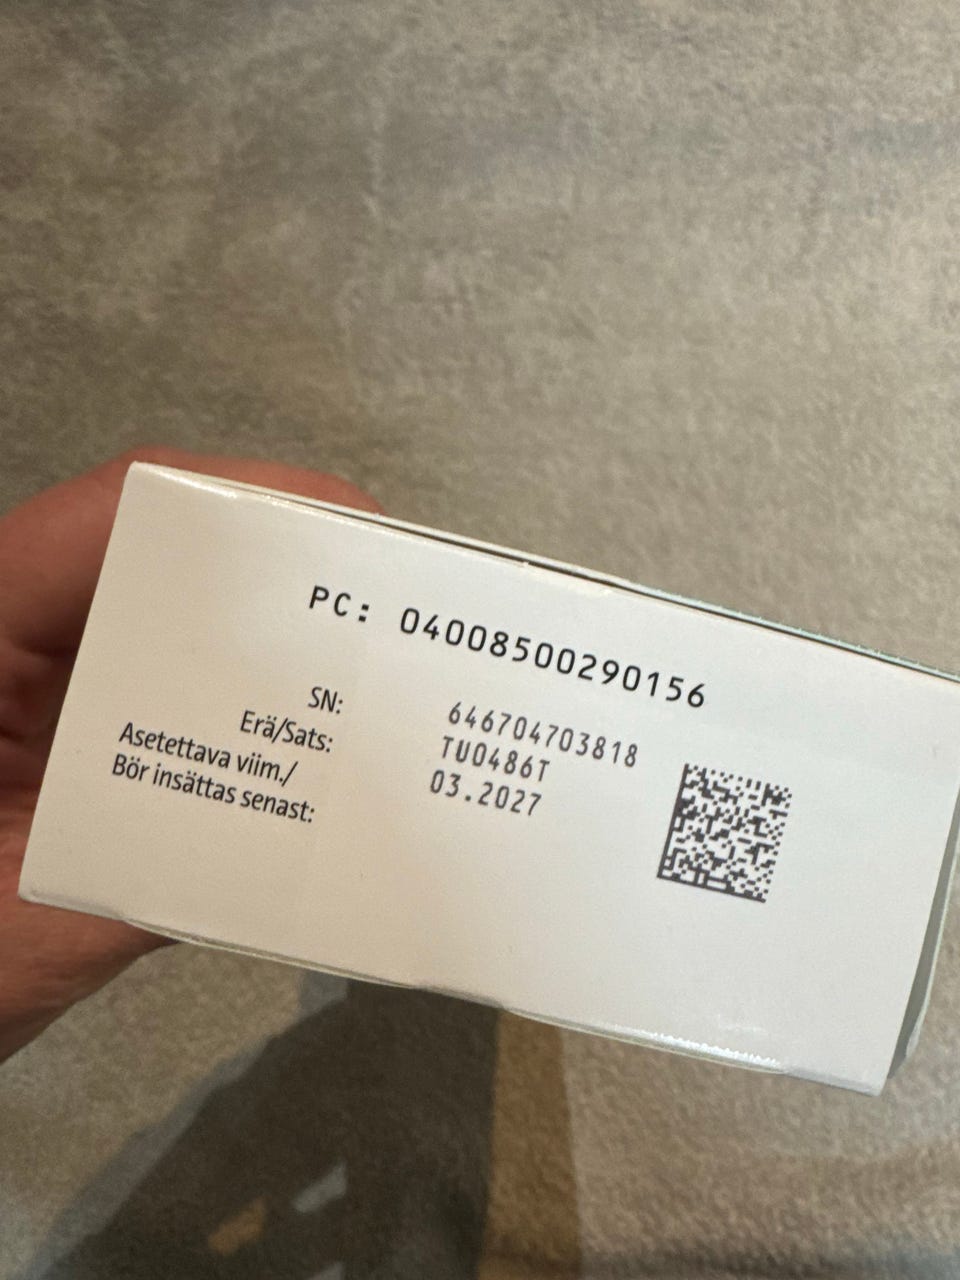 PC: 04008500290156
SN: 646704703818
Erä/Sats: TU0486T
Asetettava viim./
Bör insättas senast: 03.2027